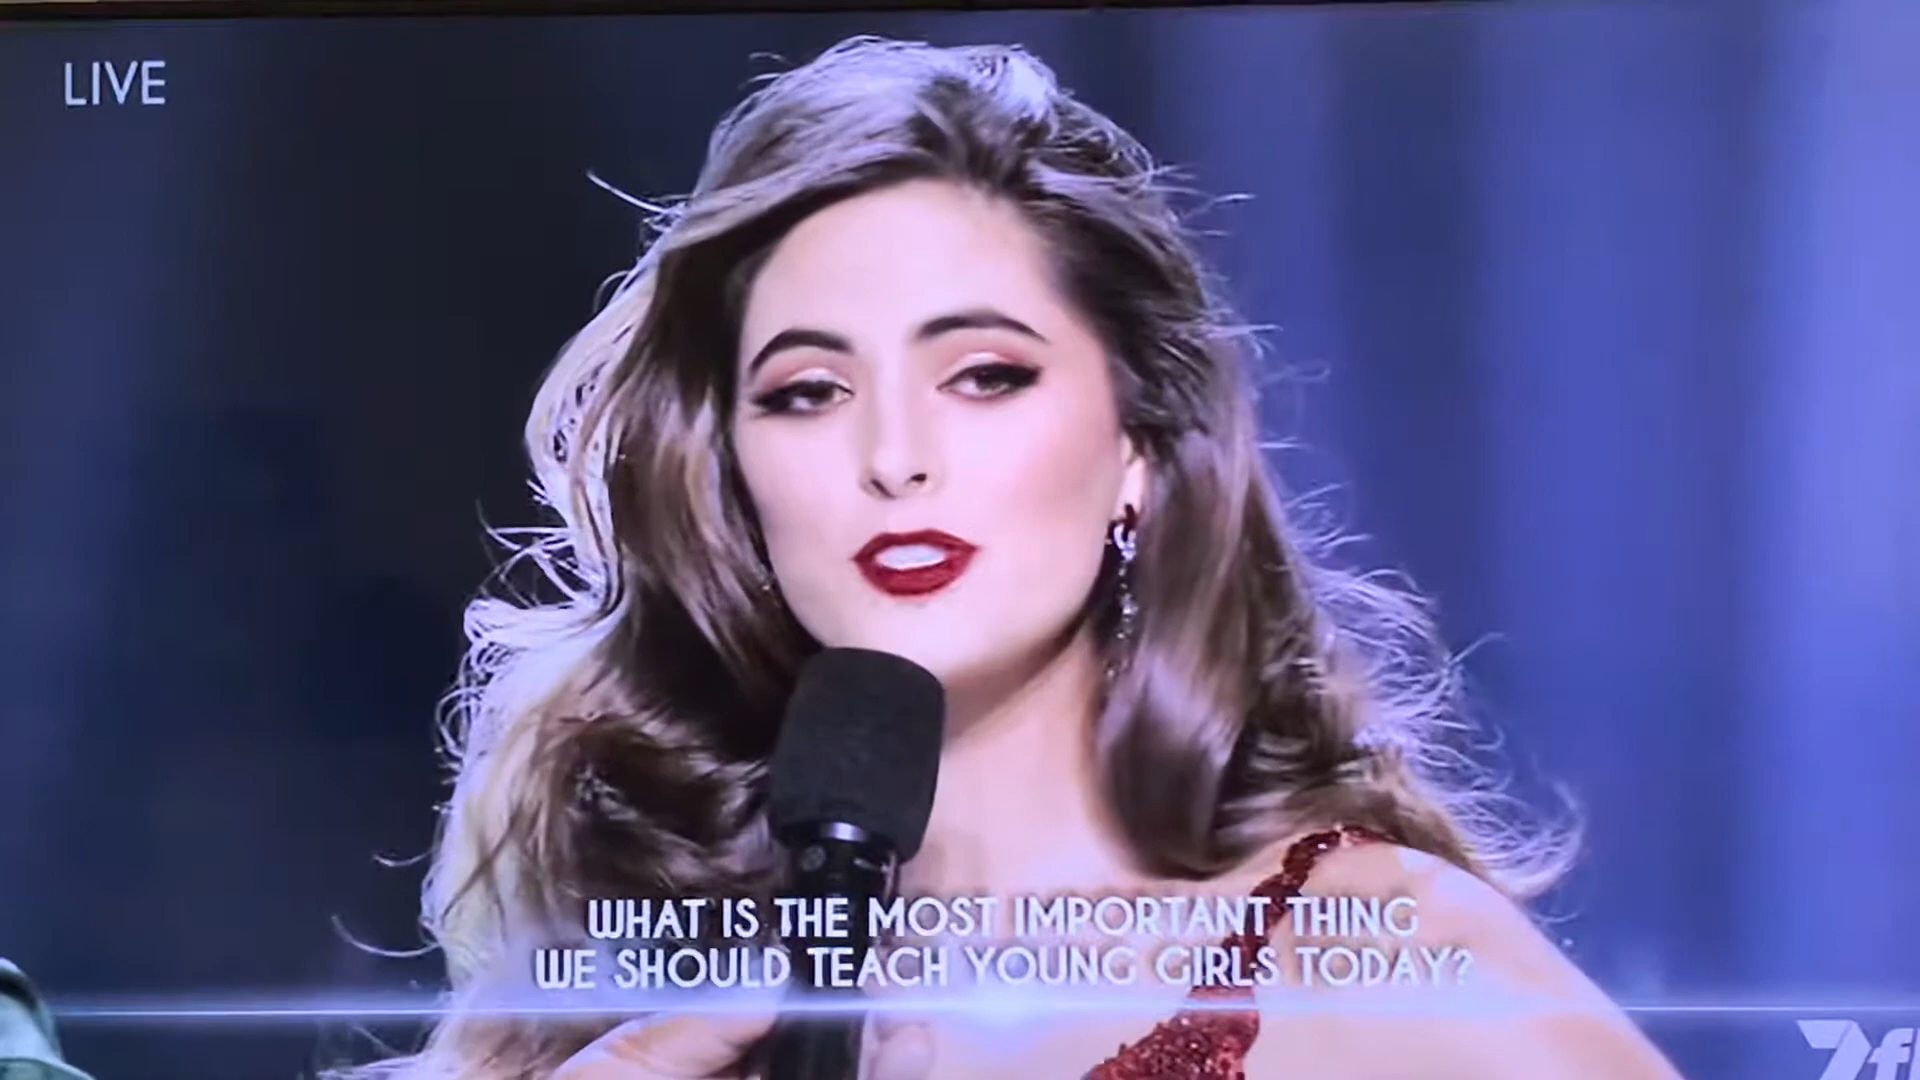 LIVE
WHAT IS THE MOST IMPORTANT THING
WE SHOULD TEACH YOUNG GIRLS TODAY?